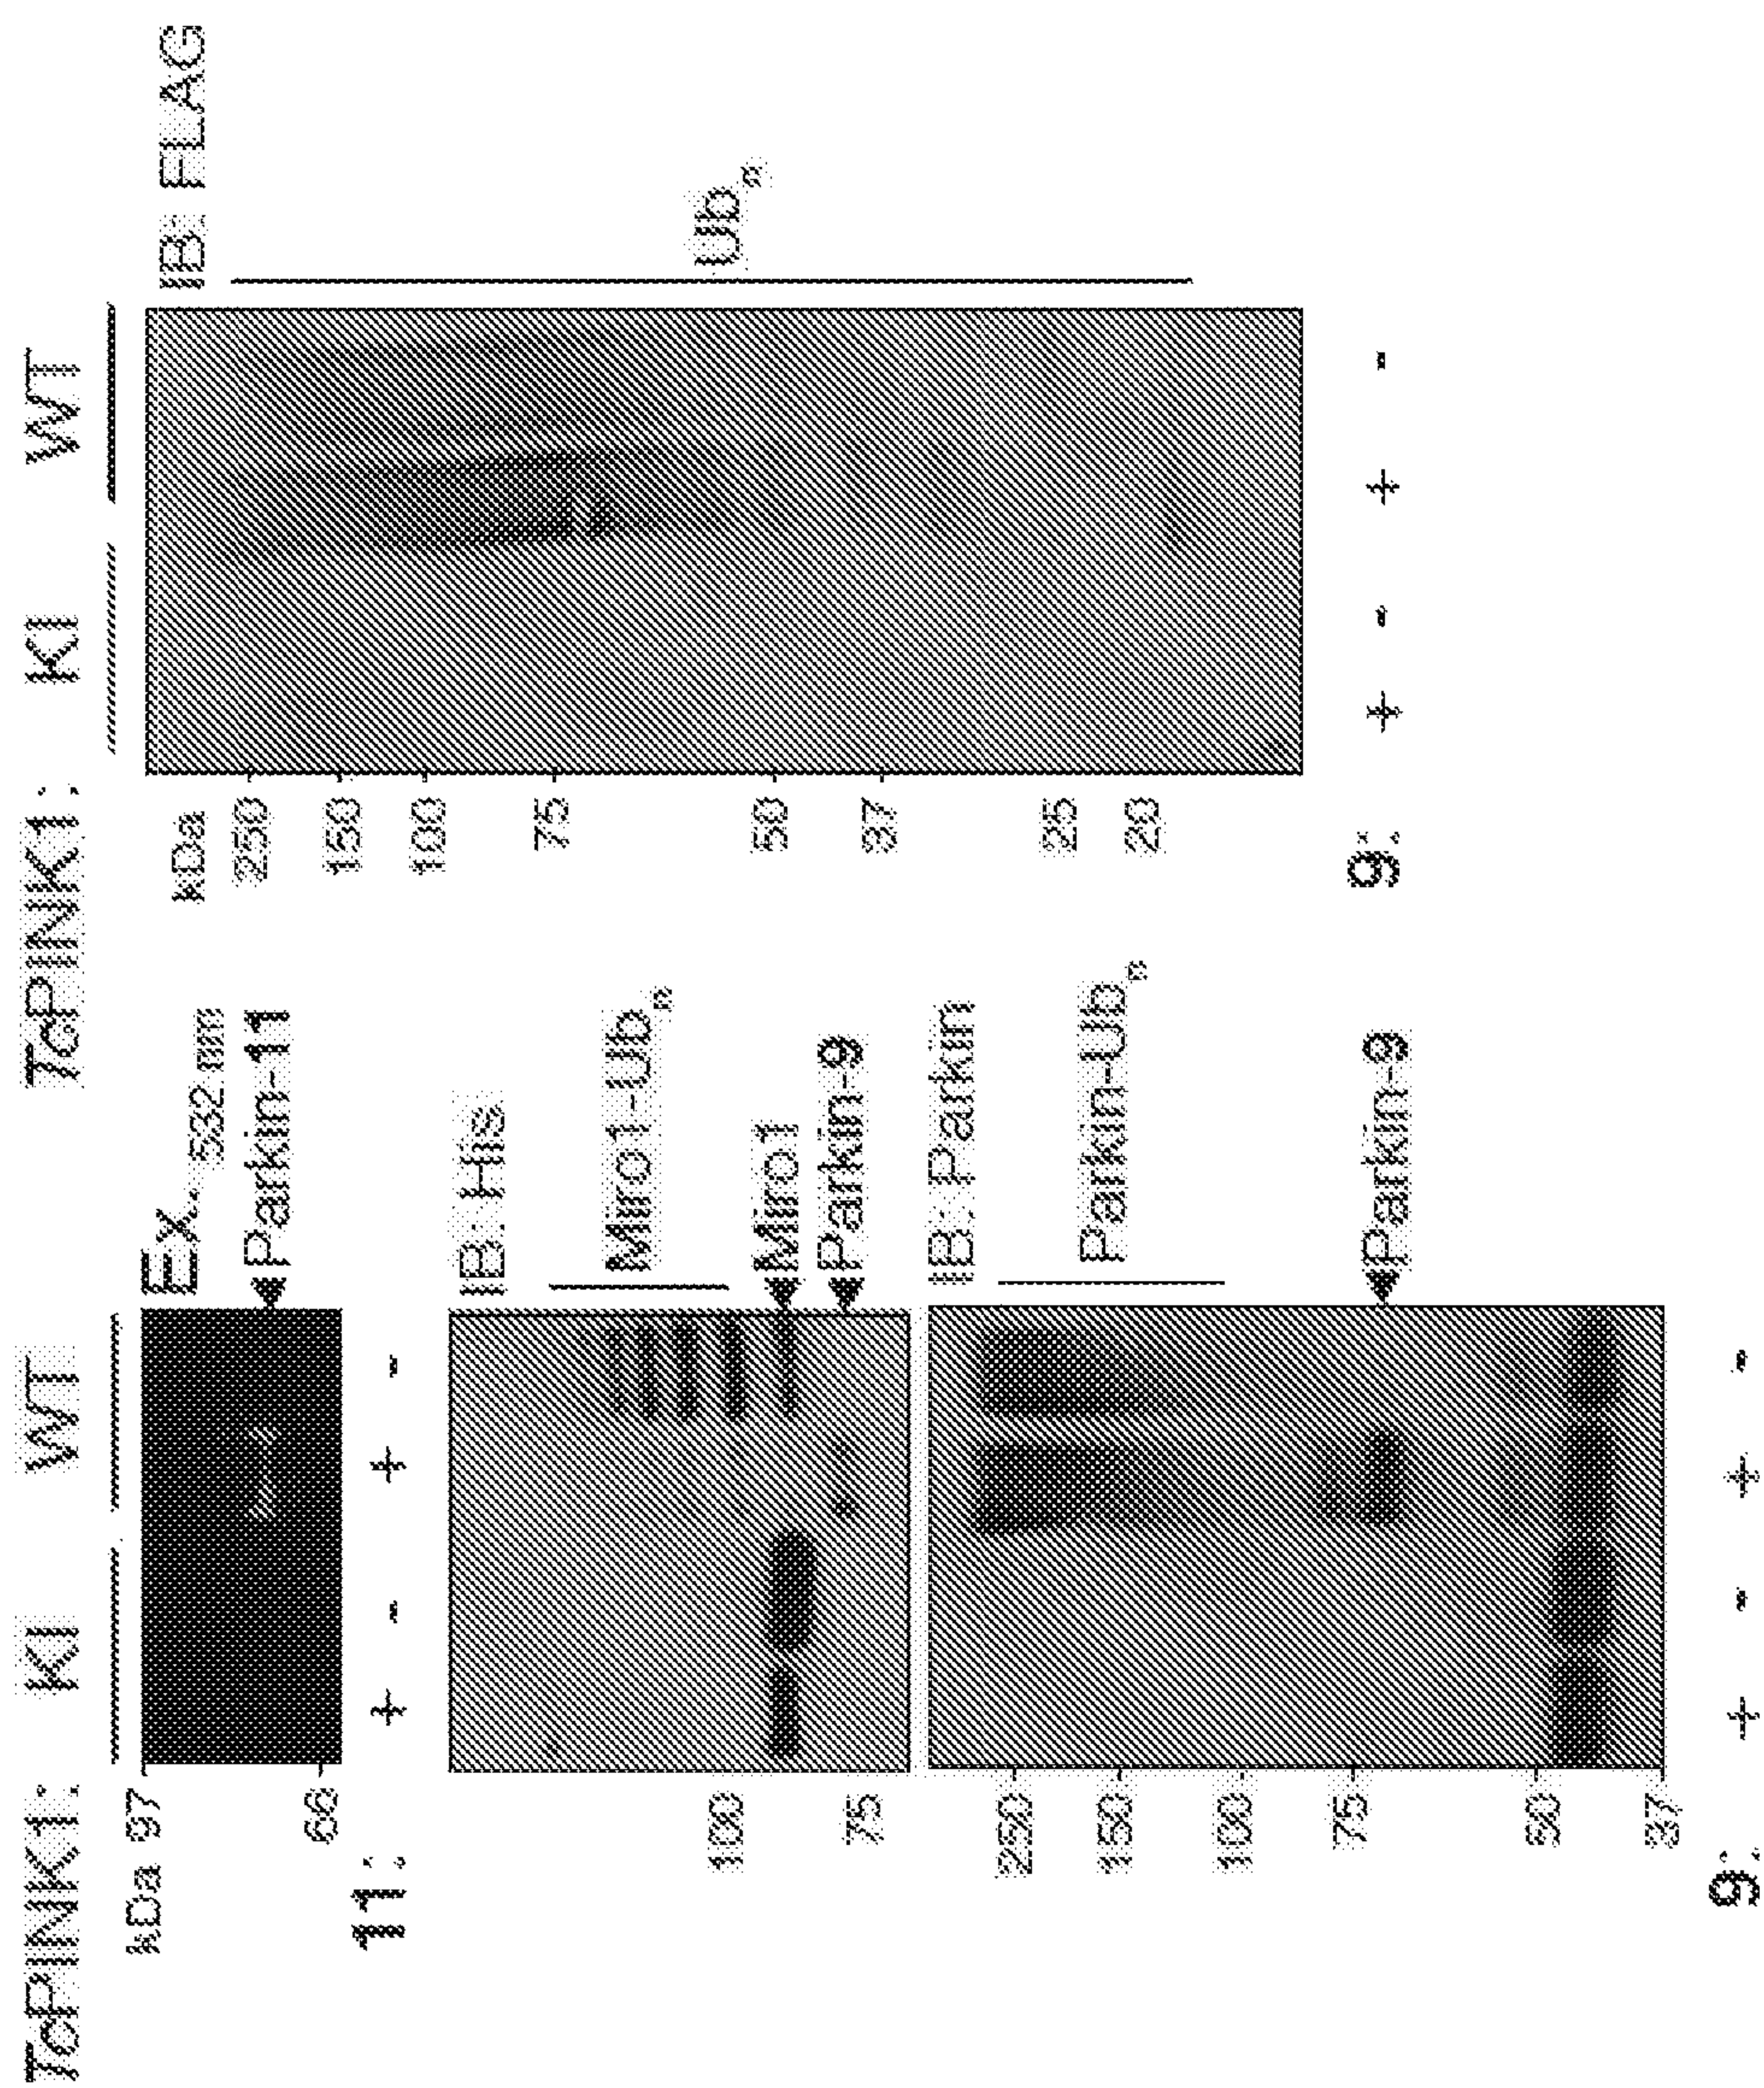 TcPINK1: KI WT
kDa 97
66
Ex. 532 nm
Parkin-11
11: + - + -
IB: His
Miro1-Ubn
Miro1
Parkin-9
100
75
IB: Parkin
Parkin-Ubn
Parkin-9
250
150
100
75
50
37
9: + - + -
TcPINK1: KI WT
kDa
250
150
100
75
50
37
25
20
IB: FLAG
Ubn
9: + - + -